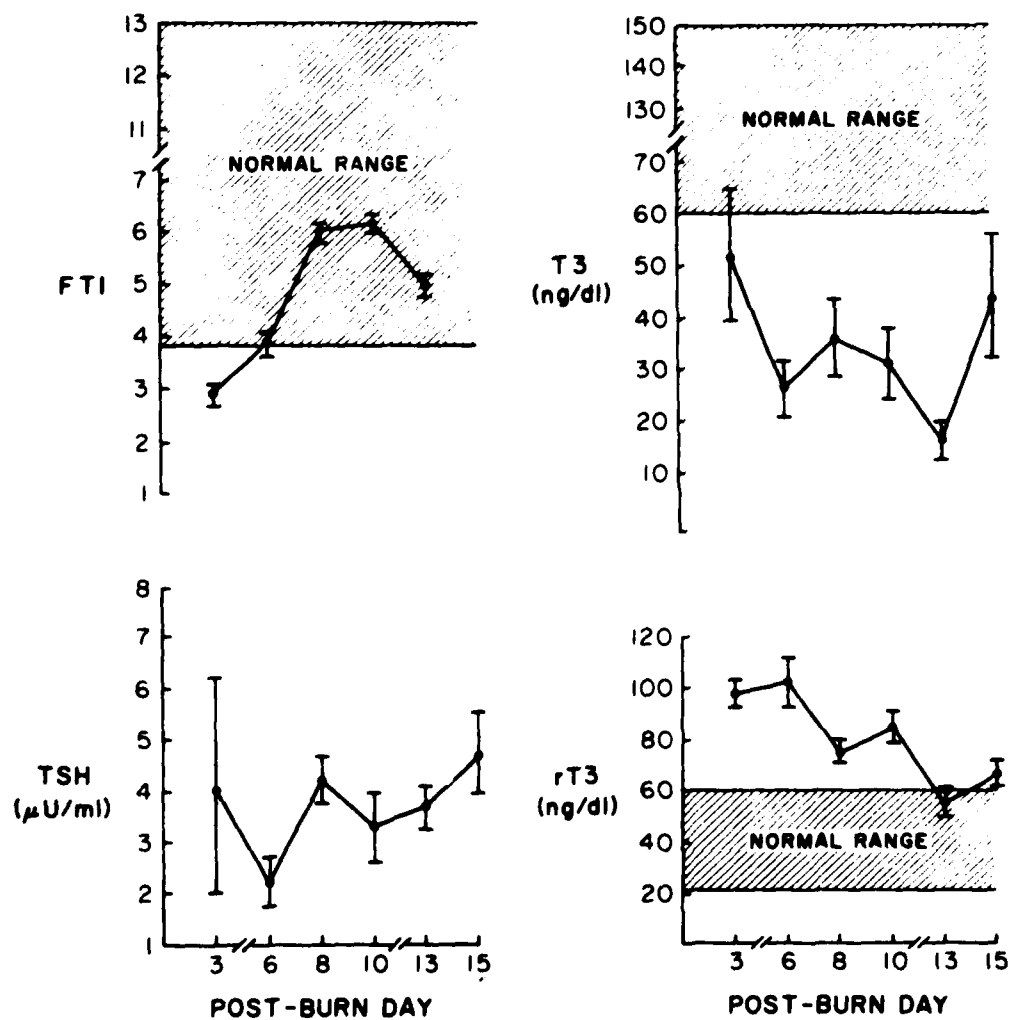 13
12
11
7
6
5
4
3
2
1
FTI
NORMAL RANGE
150
140
130
70
60
50
40
30
20
10
T3
(ng/dl)
NORMAL RANGE
8
7
6
5
4
3
2
1
TSH
(μU/ml)
3 6 8 10 13 15
POST-BURN DAY
120
100
80
60
40
20
rT3
(ng/dl)
NORMAL RANGE
3 6 8 10 13 15
POST-BURN DAY